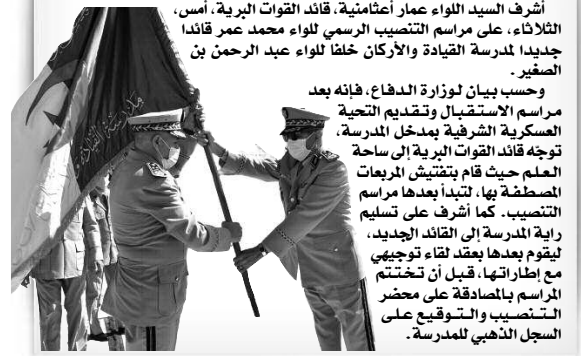 أشرف السيد اللواء عمار أعثامنية، قائد القوات البرية، أمس،
الثلاثاء، على مراسم التنصيب الرسمي للواء محمد عمر قائدا
جديدا لمدرسة القيادة والأركان خلفا للواء عبد الرحمن بن
الصغير.
وحسب بيان لوزارة الدفاع، فإنه بعد
مراسم الاستقبال وتقديم التحية
العسكرية الشرفية بمدخل المدرسة،
توجّه قائد القوات البرية إلى ساحة
العلم حيث قام بتفتيش المربعات
المصطفة بها، لتبدأ بعدها مراسم
التنصيب. كما أشرف على تسليم
راية المدرسة إلى القائد الجديد،
ليقوم بعدها بعقد لقاء توجيهي
مع إطاراتها، قبل أن تختتم
المراسم بالمصادقة على محضر
التنصيب والتوقيع على
السجل الذهبي للمدرسة.